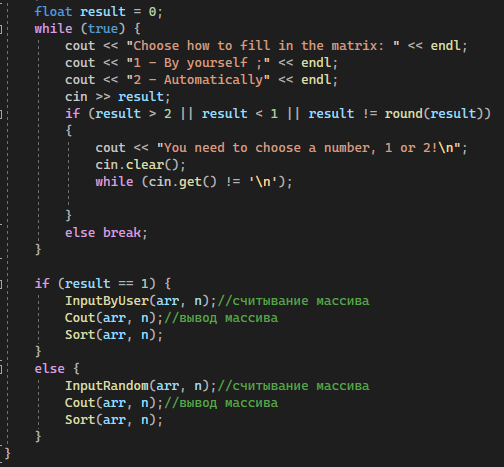 float result = 0;
while (true) {
cout << "Choose how to fill in the matrix: " << endl;
cout << "1 - By yourself ;" << endl;
cout << "2 - Automatically" << endl;
cin >> result;
if (result > 2 || result < 1 || result != round(result))
{
cout << "You need to choose a number, 1 or 2!\n";
cin.clear();
while (cin.get() != '\n');
}
else break;
}
if (result == 1) {
InputByUser(arr, n);//считывание массива
Cout(arr, n);//вывод массива
Sort(arr, n);
}
else {
InputRandom(arr, n);//считывание массива
Cout(arr, n);//вывод массива
Sort(arr, n);
}
}